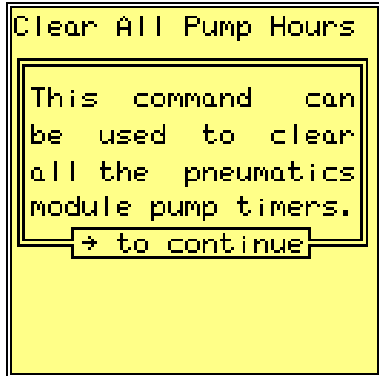 Clear All Pump Hours
This command can
be used to clear
all the pneumatics
module pump timers.
→ to continue